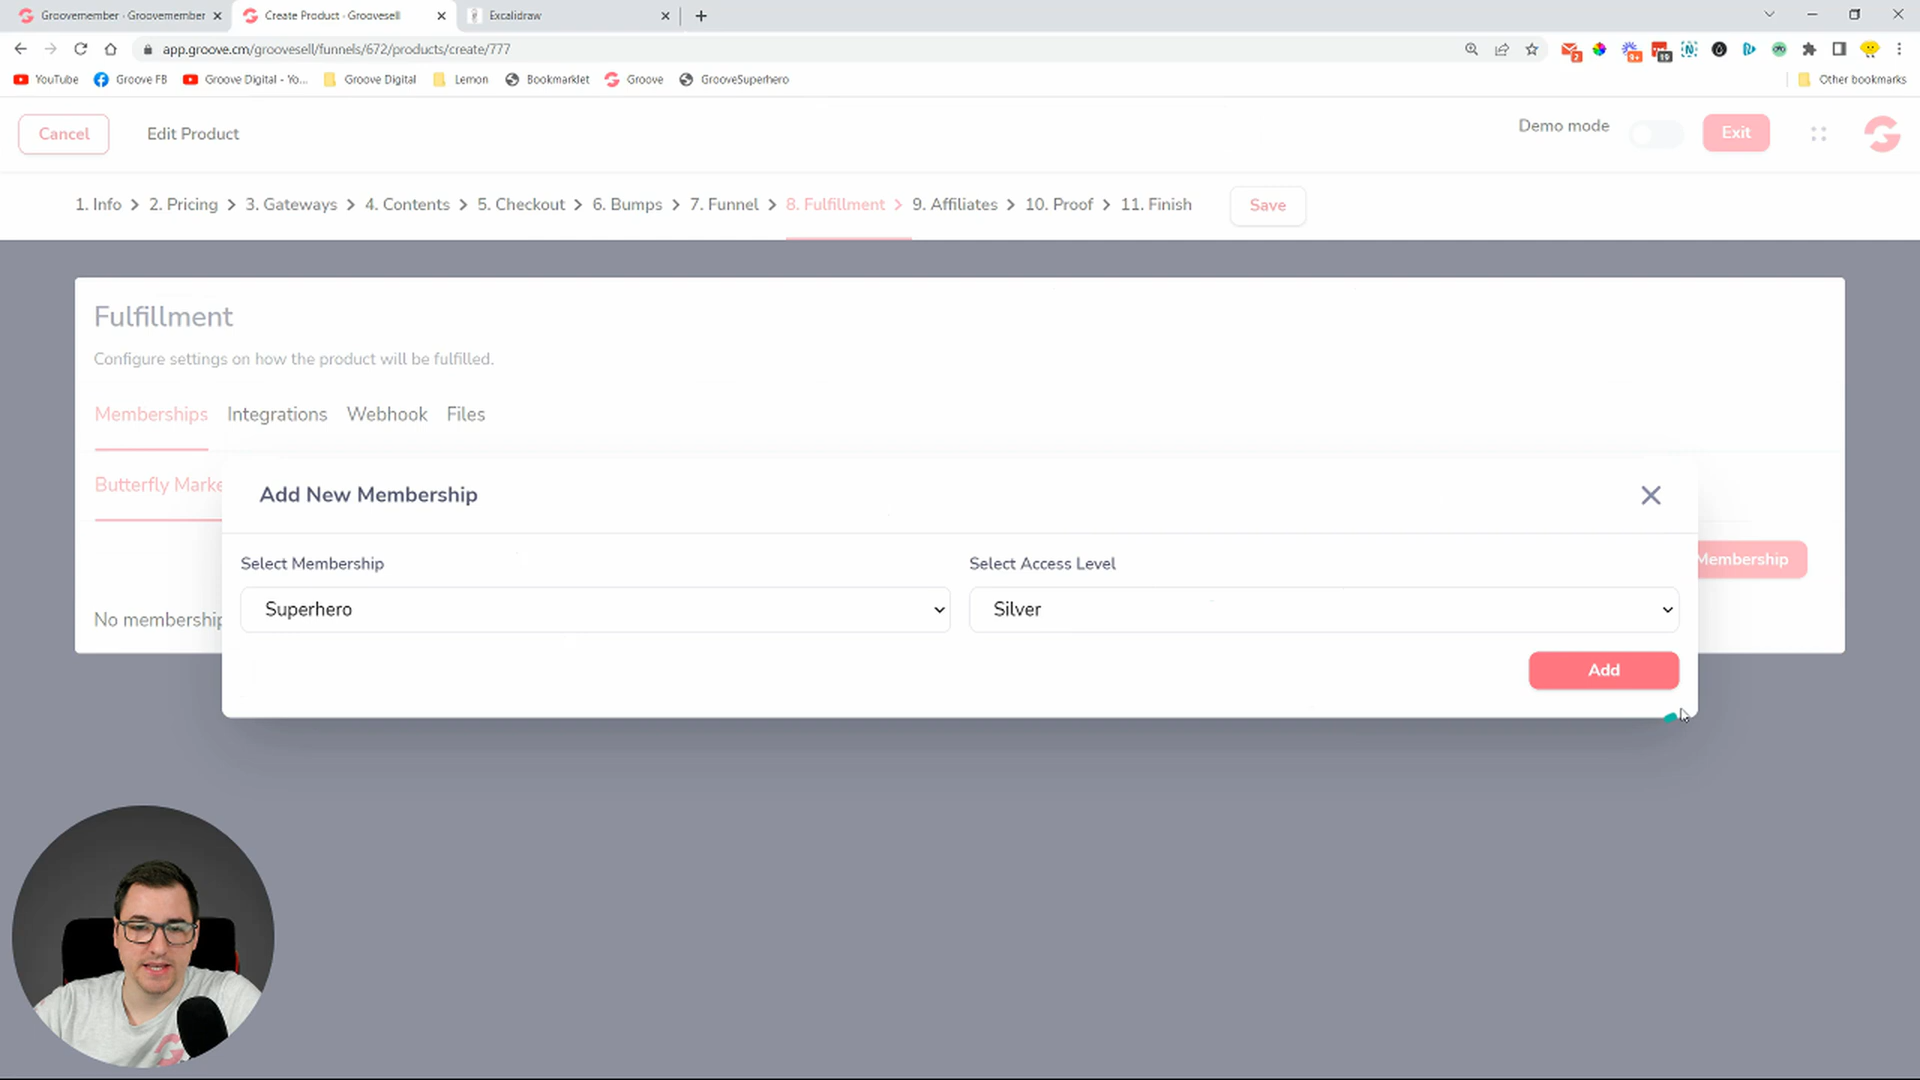 Groovemember · Groovemember
Create Product · Groovesell
Excalidraw
app.groove.cm/groovesell/funnels/672/products/create/777
2
9+
19
YouTube
Groove FB
Groove Digital - Yo...
Groove Digital
Lemon
Bookmarklet
Groove
GrooveSuperhero
Other bookmarks
Cancel
Edit Product
Demo mode
Exit
1. Info
2. Pricing
3. Gateways
4. Contents
5. Checkout
6. Bumps
7. Funnel
8. Fulfillment
9. Affiliates
10. Proof
11. Finish
Save
Fulfillment
Configure settings on how the product will be fulfilled.
Memberships
Integrations
Webhook
Files
Butterfly Marke
Add New Membership
Membership
Select Membership
Select Access Level
Superhero
Silver
No membership
Add